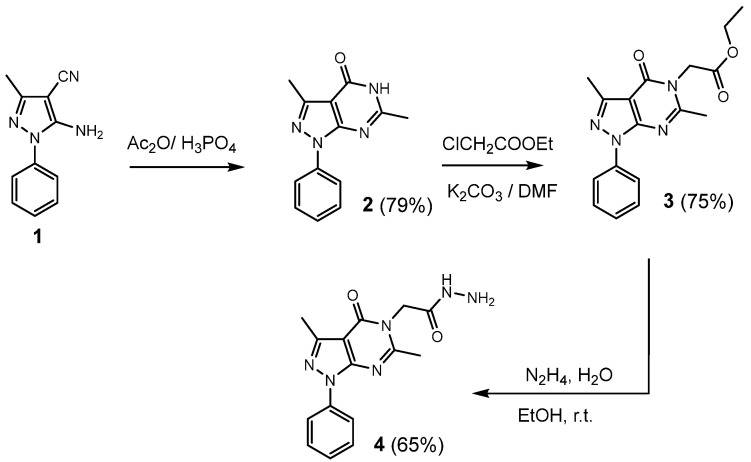 CN
N
N
NH₂
1
Ac₂O/ H₃PO₄
O
NH
N
N
N
2 (79%)
ClCH₂COOEt
K₂CO₃ / DMF
O
O
O
N
N
N
N
3 (75%)
N₂H₄, H₂O
EtOH, r.t.
H
N
NH₂
O
O
N
N
N
N
4 (65%)